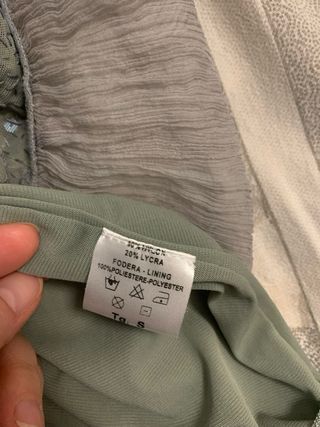 20% LYCRA
FODERA - LINING
100%POLIESTERE-POLYESTER
Tg. S